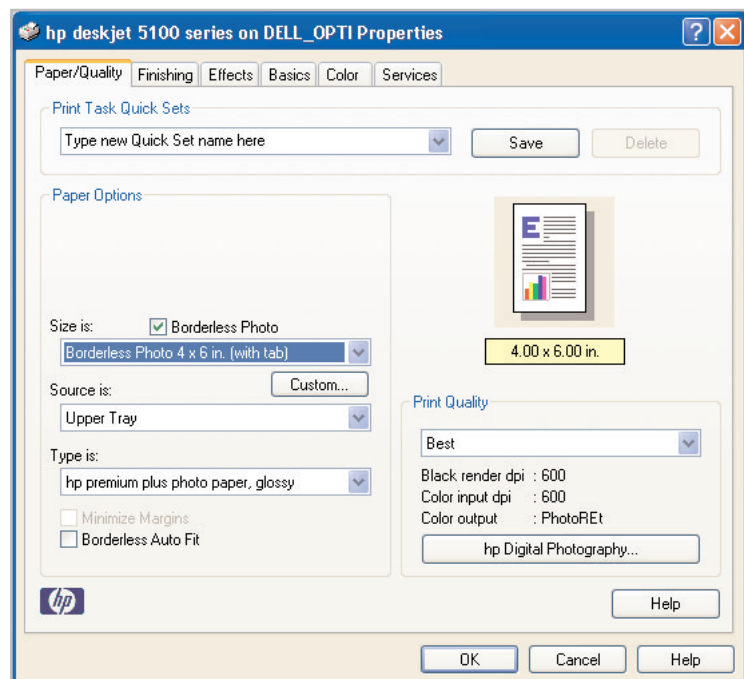 hp deskjet 5100 series on DELL_OPTI Properties
Paper/Quality Finishing Effects Basics Color Services
Print Task Quick Sets
Type new Quick Set name here Save Delete
Paper Options
E
Size is: Borderless Photo
Borderless Photo 4 x 6 in. (with tab)
4.00 x 6.00 in.
Custom...
Source is:
Upper Tray
Type is:
hp premium plus photo paper, glossy
Minimize Margins
Borderless Auto Fit
Print Quality
Best
Black render dpi : 600
Color input dpi : 600
Color output : PhotoREt
hp Digital Photography...
hp
Help
OK Cancel Help